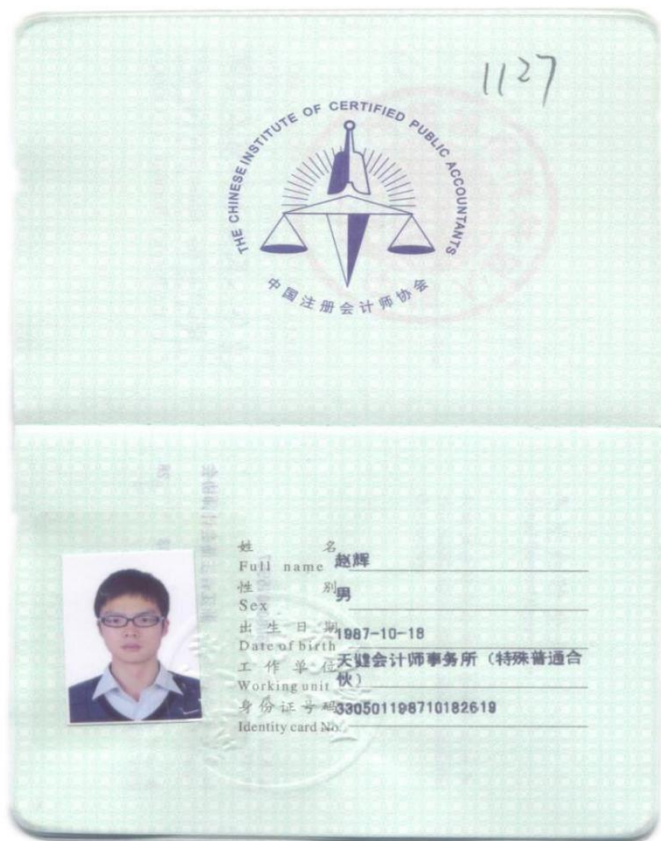 1127
THE CHINESE INSTITUTE OF CERTIFIED PUBLIC ACCOUNTANTS
中国注册会计师协会
姓 名 赵辉
Full name
性 别 男
Sex
出生日期 1987-10-18
Date of birth
工作单位 天健会计师事务所（特殊普通合
Working unit 伙）
身份证号码 330501198710182619
Identity card No.